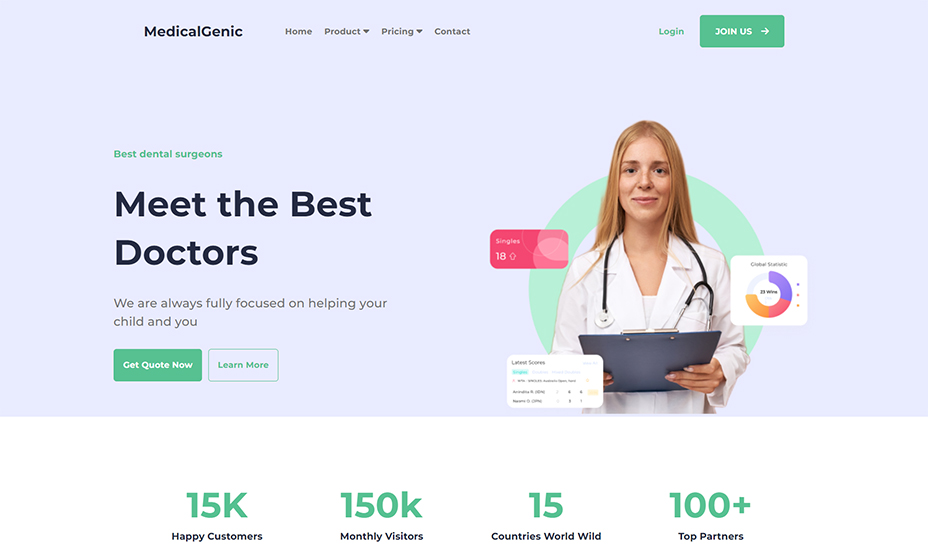 MedicalGenic
Home Product Pricing Contact
Login
JOIN US
Best dental surgeons
Meet the Best
Doctors
We are always fully focused on helping your
child and you
Get Quote Now
Learn More
Singles
18
Global Statistic
33 Wins
Latest Scores
Singles
15K
Happy Customers
150k
Monthly Visitors
15
Countries World Wild
100+
Top Partners